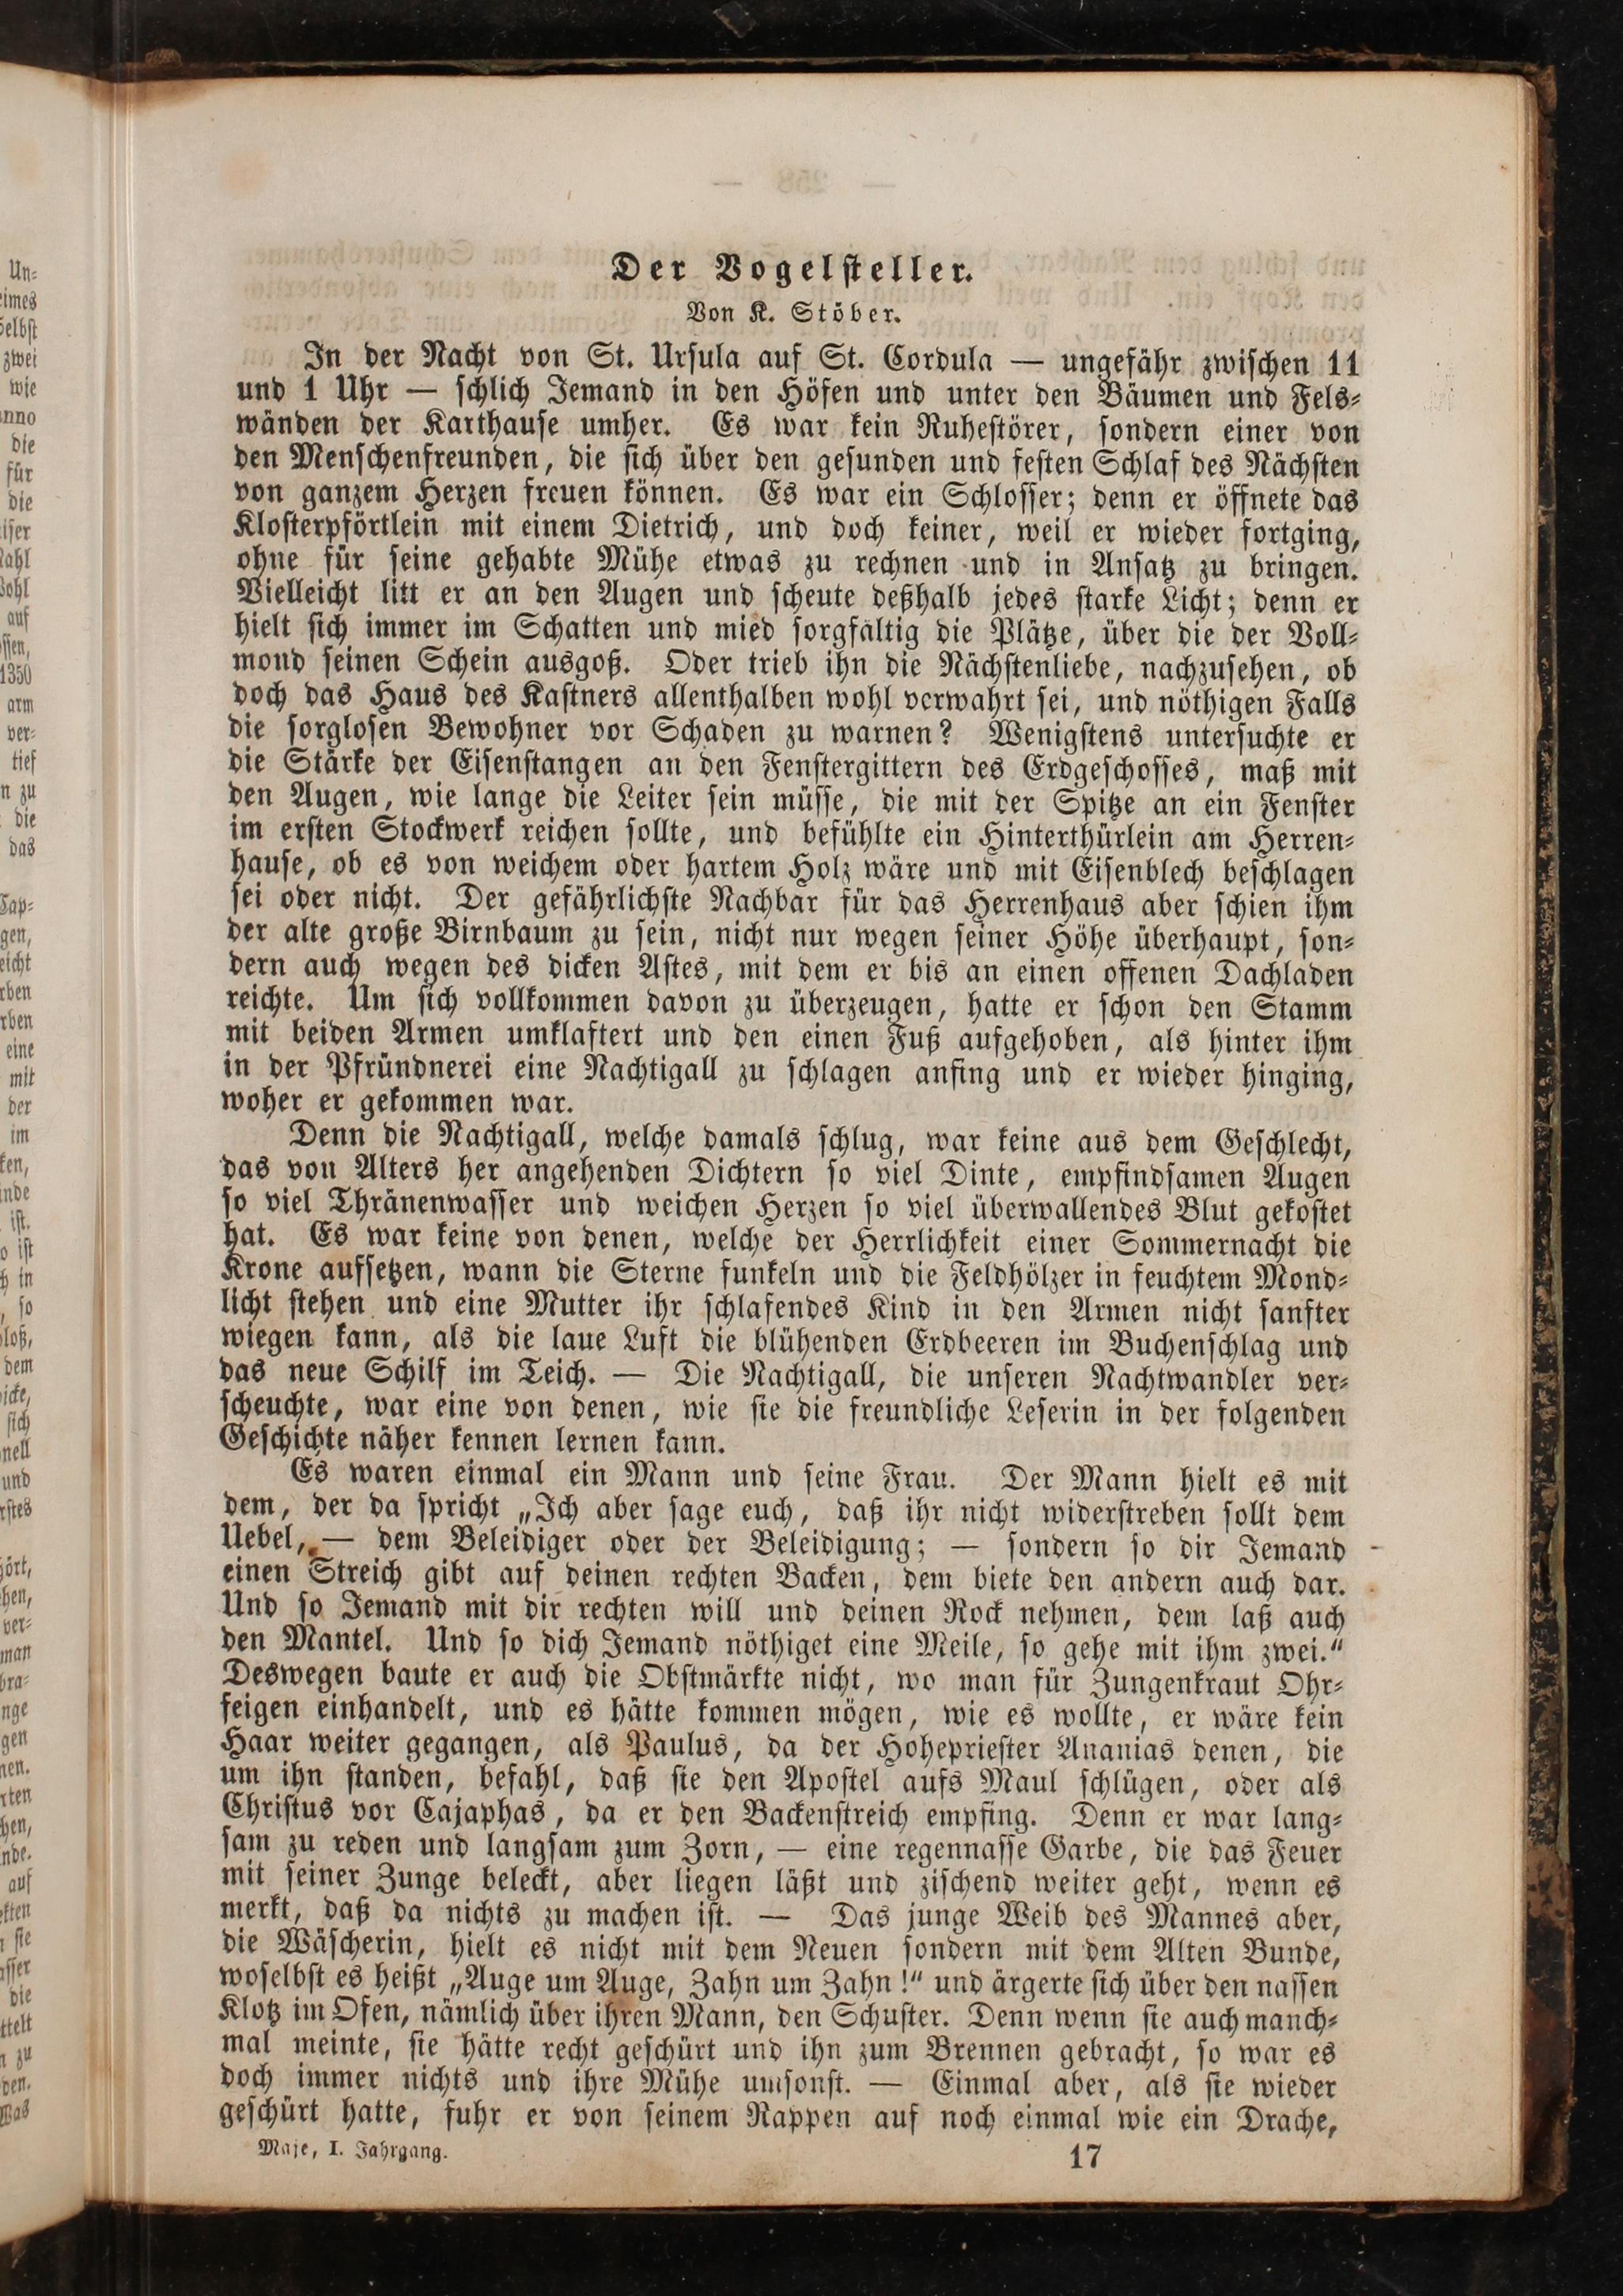 Der Vogelsteller.
Von K. Stöber.
In der Nacht von St. Ursula auf St. Cordula — ungefähr zwischen 11
und 1 Uhr — schlich Jemand in den Höfen und unter den Bäumen und Fels-
wänden der Karthause umher. Es war kein Ruhestörer, sondern einer von
den Menschenfreunden, die sich über den gesunden und festen Schlaf des Nächsten
von ganzem Herzen freuen können. Es war ein Schlosser; denn er öffnete das
Klosterpförtlein mit einem Dietrich, und doch keiner, weil er wieder fortging,
ohne für seine gehabte Mühe etwas zu rechnen und in Ansatz zu bringen.
Vielleicht litt er an den Augen und scheute deßhalb jedes starke Licht; denn er
hielt sich immer im Schatten und mied sorgfältig die Plätze, über die der Voll-
mond seinen Schein ausgoß. Oder trieb ihn die Nächstenliebe, nachzusehen, ob
doch das Haus des Kastners allenthalben wohl verwahrt sei, und nöthigen Falls
die sorglosen Bewohner vor Schaden zu warnen? Wenigstens untersuchte er
die Stärke der Eisenstangen an den Fenstergittern des Erdgeschosses, maß mit
den Augen, wie lange die Leiter sein müsse, die mit der Spitze an ein Fenster
im ersten Stockwerk reichen sollte, und befühlte ein Hinterthürlein am Herren-
hause, ob es von weichem oder hartem Holz wäre und mit Eisenblech beschlagen
sei oder nicht. Der gefährlichste Nachbar für das Herrenhaus aber schien ihm
der alte große Birnbaum zu sein, nicht nur wegen seiner Höhe überhaupt, son-
dern auch wegen des dicken Astes, mit dem er bis an einen offenen Dachladen
reichte. Um sich vollkommen davon zu überzeugen, hatte er schon den Stamm
mit beiden Armen umklaftert und den einen Fuß aufgehoben, als hinter ihm
in der Pfründnerei eine Nachtigall zu schlagen anfing und er wieder hinging,
woher er gekommen war.
Denn die Nachtigall, welche damals schlug, war keine aus dem Geschlecht,
das von Alters her angehenden Dichtern so viel Dinte, empfindsamen Augen
so viel Thränenwasser und weichen Herzen so viel überwallendes Blut gekostet
hat. Es war keine von denen, welche der Herrlichkeit einer Sommernacht die
Krone aufsetzen, wann die Sterne funkeln und die Feldhölzer in feuchtem Mond-
licht stehen und eine Mutter ihr schlafendes Kind in den Armen nicht sanfter
wiegen kann, als die laue Luft die blühenden Erdbeeren im Buchenschlag und
das neue Schilf im Teich. — Die Nachtigall, die unseren Nachtwandler ver-
scheuchte, war eine von denen, wie sie die freundliche Leserin in der folgenden
Geschichte näher kennen lernen kann.
Es waren einmal ein Mann und seine Frau. Der Mann hielt es mit
dem, der da spricht „Ich aber sage euch, daß ihr nicht widerstreben sollt dem
Uebel, — dem Beleidiger oder der Beleidigung; — sondern so dir Jemand
einen Streich gibt auf deinen rechten Backen, dem biete den andern auch dar.
Und so Jemand mit dir rechten will und deinen Rock nehmen, dem laß auch
den Mantel. Und so dich Jemand nöthiget eine Meile, so gehe mit ihm zwei.“
Deswegen baute er auch die Obstmärkte nicht, wo man für Zungenkraut Ohr-
feigen einhandelt, und es hätte kommen mögen, wie es wollte, er wäre kein
Haar weiter gegangen, als Paulus, da der Hohepriester Ananias denen, die
um ihn standen, befahl, daß sie den Apostel aufs Maul schlügen, oder als
Christus vor Cajaphas, da er den Backenstreich empfing. Denn er war lang-
sam zu reden und langsam zum Zorn, — eine regennasse Garbe, die das Feuer
mit seiner Zunge beleckt, aber liegen läßt und zischend weiter geht, wenn es
merkt, daß da nichts zu machen ist. — Das junge Weib des Mannes aber,
die Wäscherin, hielt es nicht mit dem Neuen sondern mit dem Alten Bunde,
woselbst es heißt „Auge um Auge, Zahn um Zahn!“ und ärgerte sich über den nassen
Klotz im Ofen, nämlich über ihren Mann, den Schuster. Denn wenn sie auch manch-
mal meinte, sie hätte recht geschürt und ihn zum Brennen gebracht, so war es
doch immer nichts und ihre Mühe umsonst. — Einmal aber, als sie wieder
geschürt hatte, fuhr er von seinem Rappen auf noch einmal wie ein Drache,
Maje, I. Jahrgang.
17